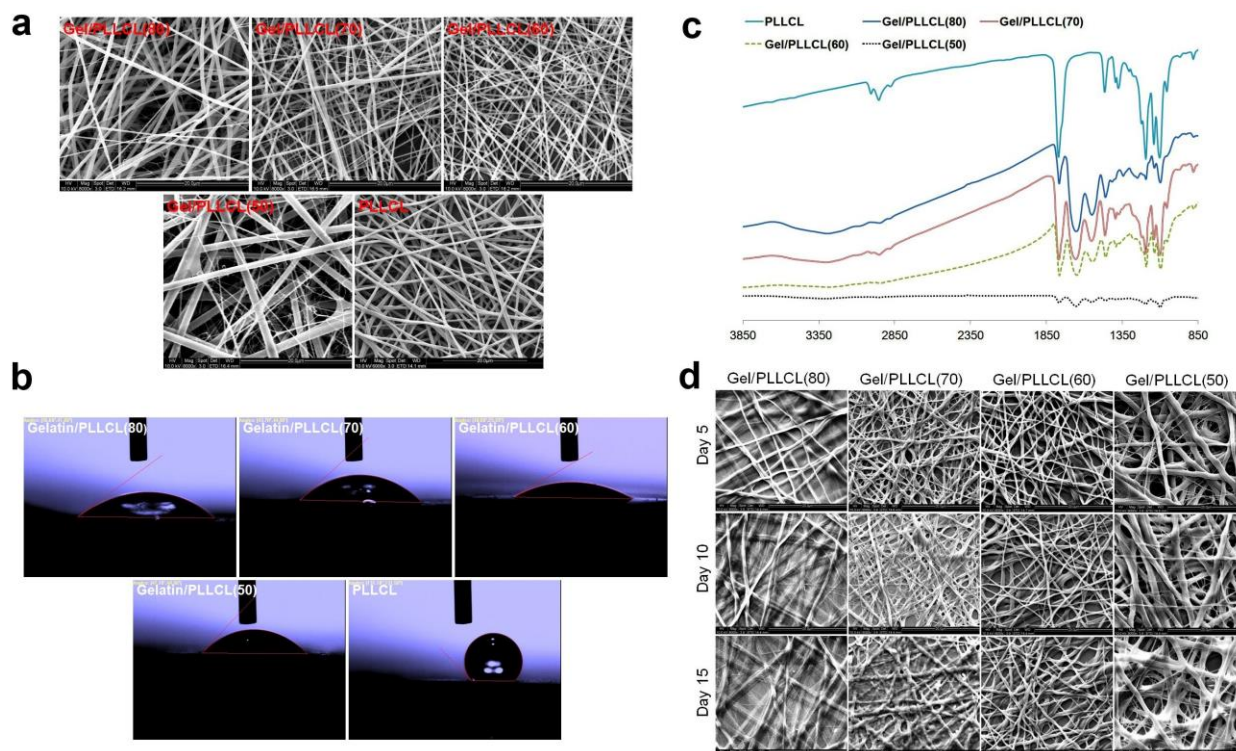 a
Gel/PLLCL(80)
Gel/PLLCL(70)
Gel/PLLCL(60)
Gel/PLLCL(50)
PLLCL
b
Gelatin/PLLCL(80)
Gelatin/PLLCL(70)
Gelatin/PLLCL(60)
Gelatin/PLLCL(50)
PLLCL
c
PLLCL Gel/PLLCL(80) Gel/PLLCL(70)
Gel/PLLCL(60) Gel/PLLCL(50)
3850 3350 2850 2350 1850 1350 850
d
Gel/PLLCL(80) Gel/PLLCL(70) Gel/PLLCL(60) Gel/PLLCL(50)
Day 5
Day 10
Day 15